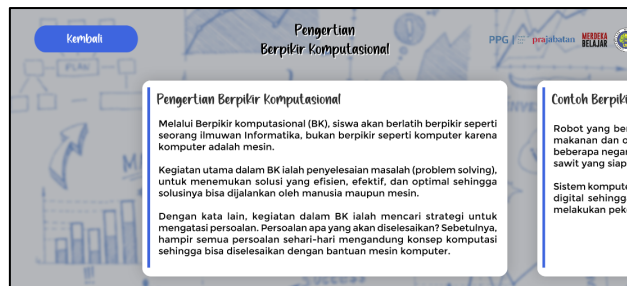 Kembali
Pengertian
Berpikir Komputasional
PPG prajabatan MERDEKA BELAJAR
Pengertian Berpikir Komputasional
Melalui Berpikir komputasional (BK), siswa akan berlatih berpikir seperti
seorang ilmuwan Informatika, bukan berpikir seperti komputer karena
komputer adalah mesin.
Kegiatan utama dalam BK ialah penyelesaian masalah (problem solving),
untuk menemukan solusi yang efisien, efektif, dan optimal sehingga
solusinya bisa dijalankan oleh manusia maupun mesin.
Dengan kata lain, kegiatan dalam BK ialah mencari strategi untuk
mengatasi persoalan. Persoalan apa yang akan diselesaikan? Sebetulnya,
hampir semua persoalan sehari-hari mengandung konsep komputasi
sehingga bisa diselesaikan dengan bantuan mesin komputer.
Contoh Berpiki
Robot yang be
makanan dan
beberapa negar
sawit yang siap
Sistem kompute
digital sehingg
melakukan pek
PLAN
SUCCESS